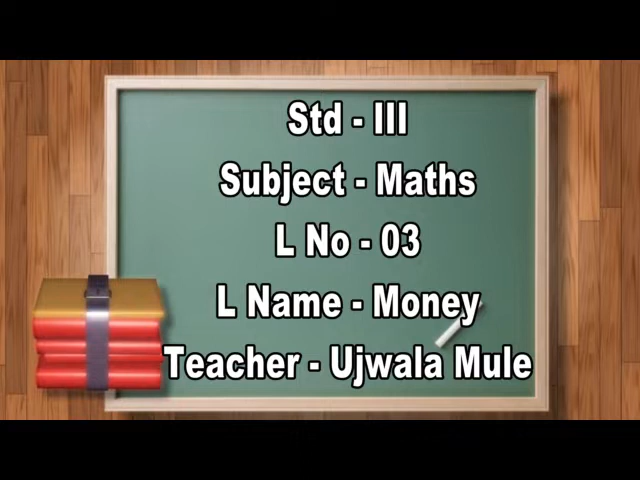 Std - III
Subject - Maths
L No - 03
L Name - Money
Teacher - Ujwala Mule